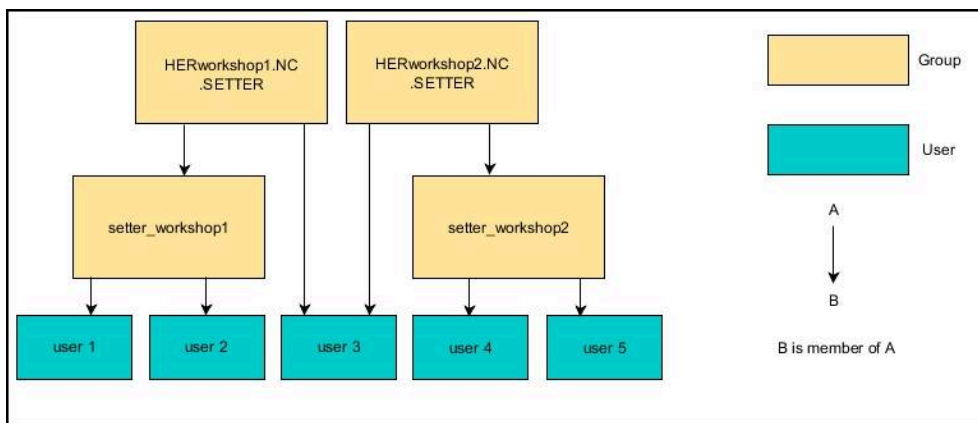 HERworkshop1.NC
.SETTER
HERworkshop2.NC
.SETTER
Group
User
setter_workshop1
setter_workshop2
A
B
user 1
user 2
user 3
user 4
user 5
B is member of A